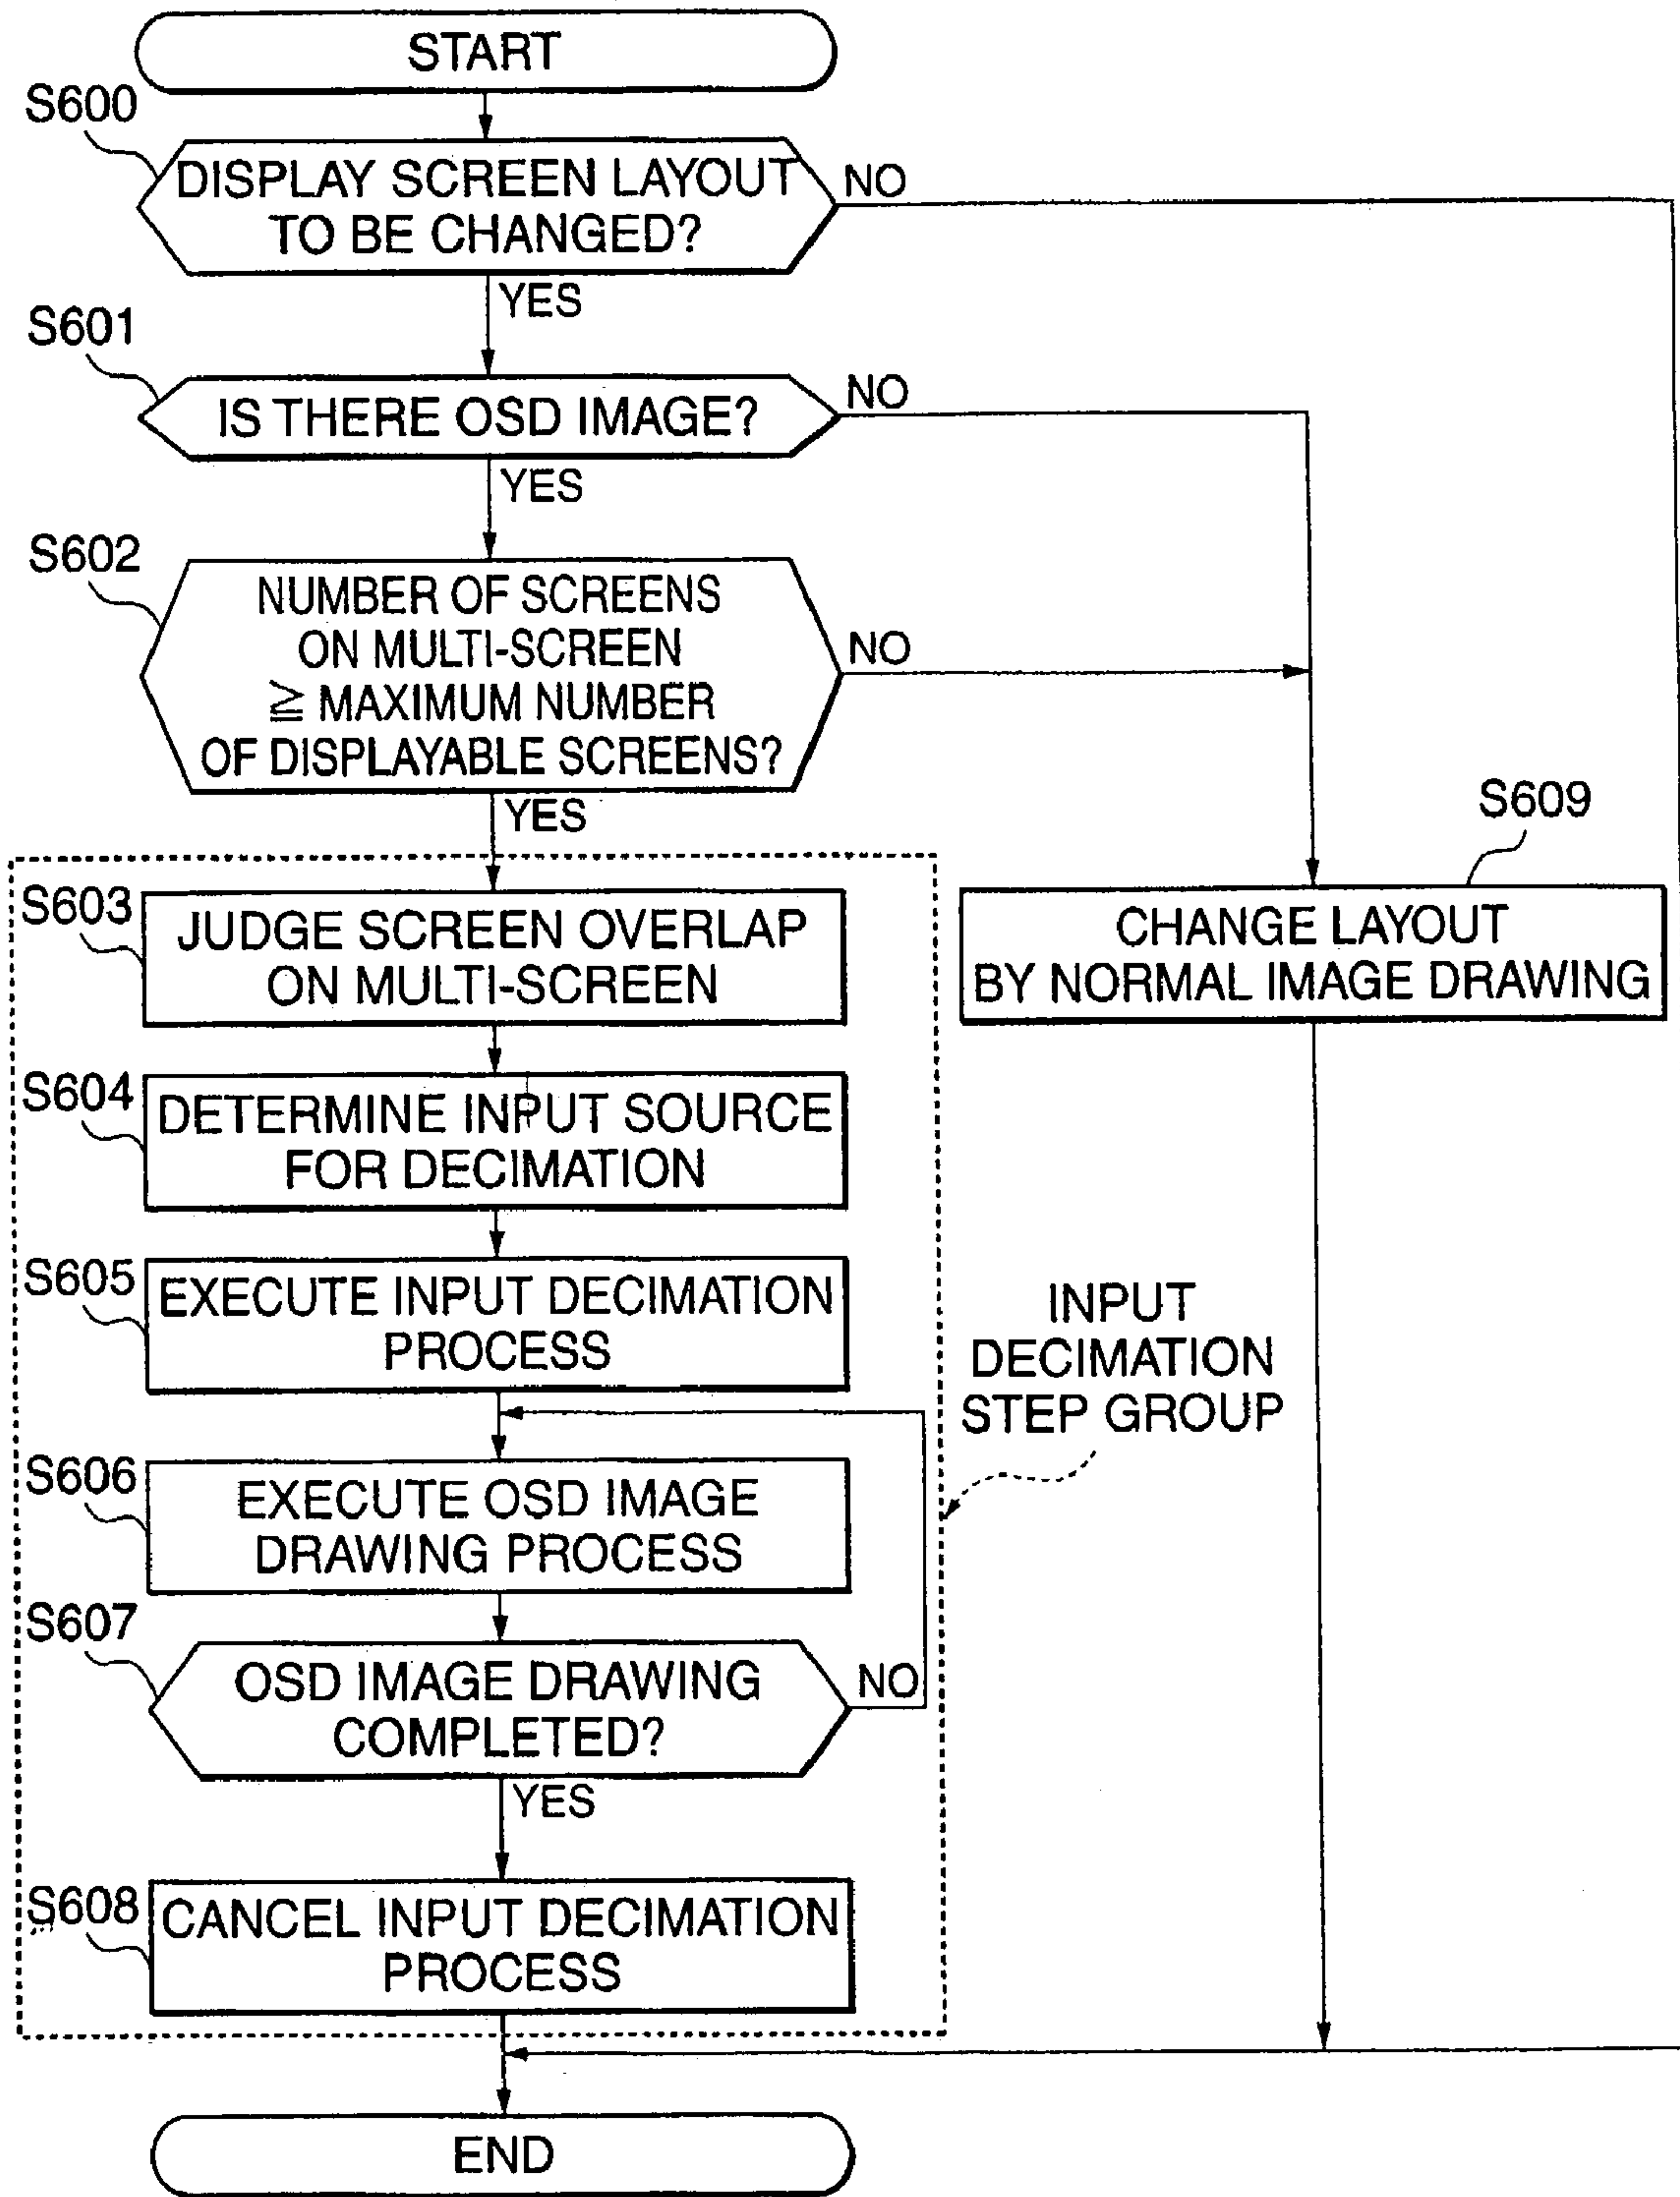 START
S600
DISPLAY SCREEN LAYOUT
TO BE CHANGED?
NO
YES
S601
IS THERE OSD IMAGE?
NO
YES
S602
NUMBER OF SCREENS
ON MULTI-SCREEN
≧ MAXIMUM NUMBER
OF DISPLAYABLE SCREENS?
NO
YES
S609
CHANGE LAYOUT
BY NORMAL IMAGE DRAWING
S603
JUDGE SCREEN OVERLAP
ON MULTI-SCREEN
S604
DETERMINE INPUT SOURCE
FOR DECIMATION
S605
EXECUTE INPUT DECIMATION
PROCESS
INPUT
DECIMATION
STEP GROUP
S606
EXECUTE OSD IMAGE
DRAWING PROCESS
S607
OSD IMAGE DRAWING
COMPLETED?
NO
YES
S608
CANCEL INPUT DECIMATION
PROCESS
END